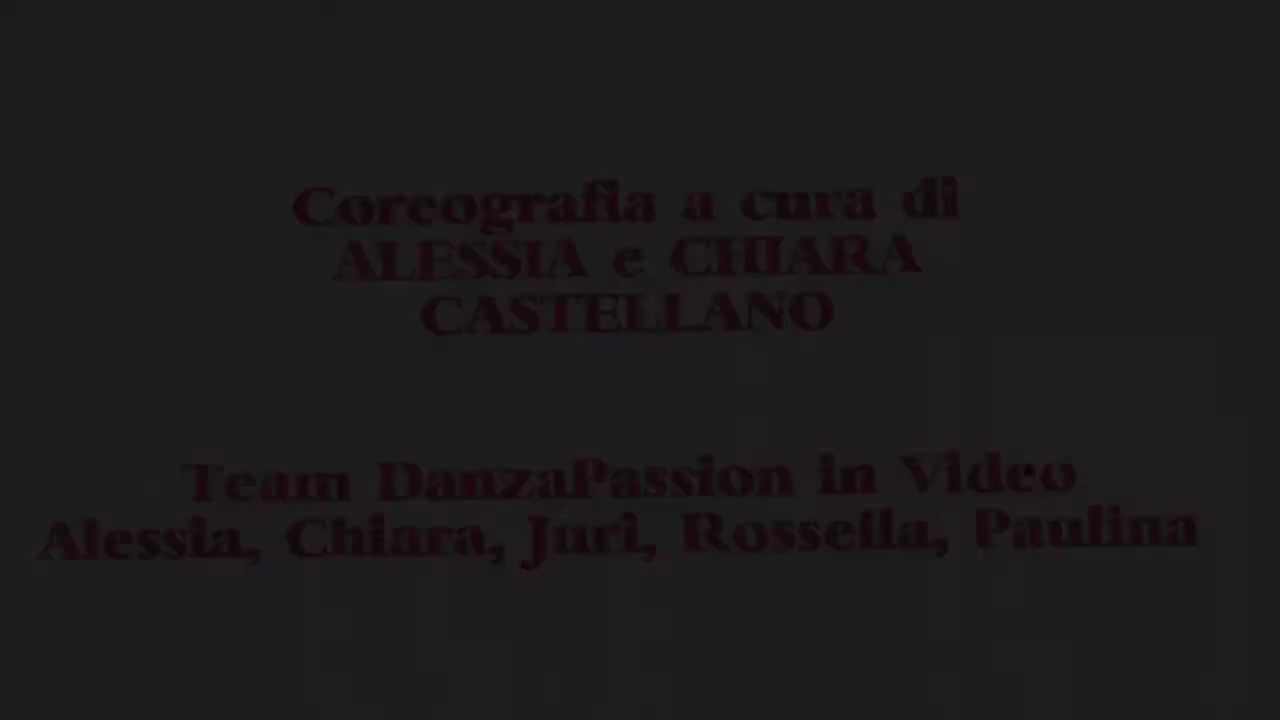 Coreografia a cura di
ALESSIA e CHIARA
CASTELLANO
Team DanzaPassion in Video
Alessia, Chiara, Juri, Rossella, Paulina